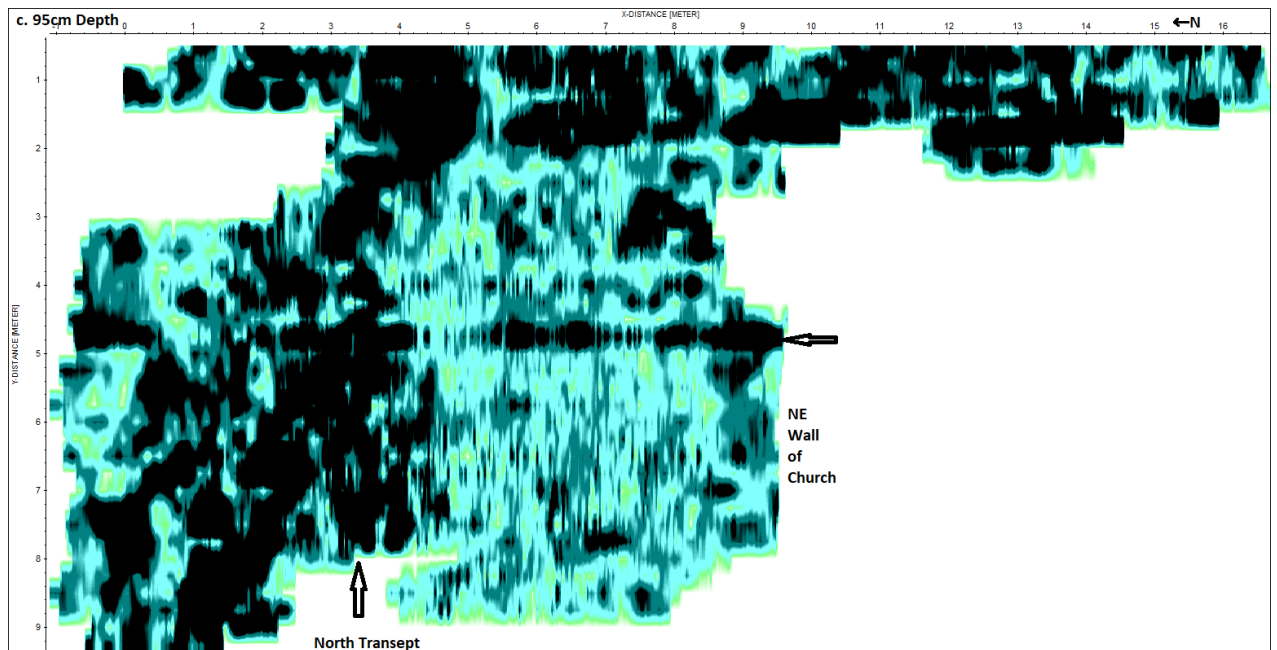 c. 95cm Depth
X-DISTANCE [METER]
←N
-1 0 1 2 3 4 5 6 7 8 9 10 11 12 13 14 15 16
Y-DISTANCE [METER]
1
2
3
4
5
6
7
8
9
NE
Wall
of
Church
North Transept